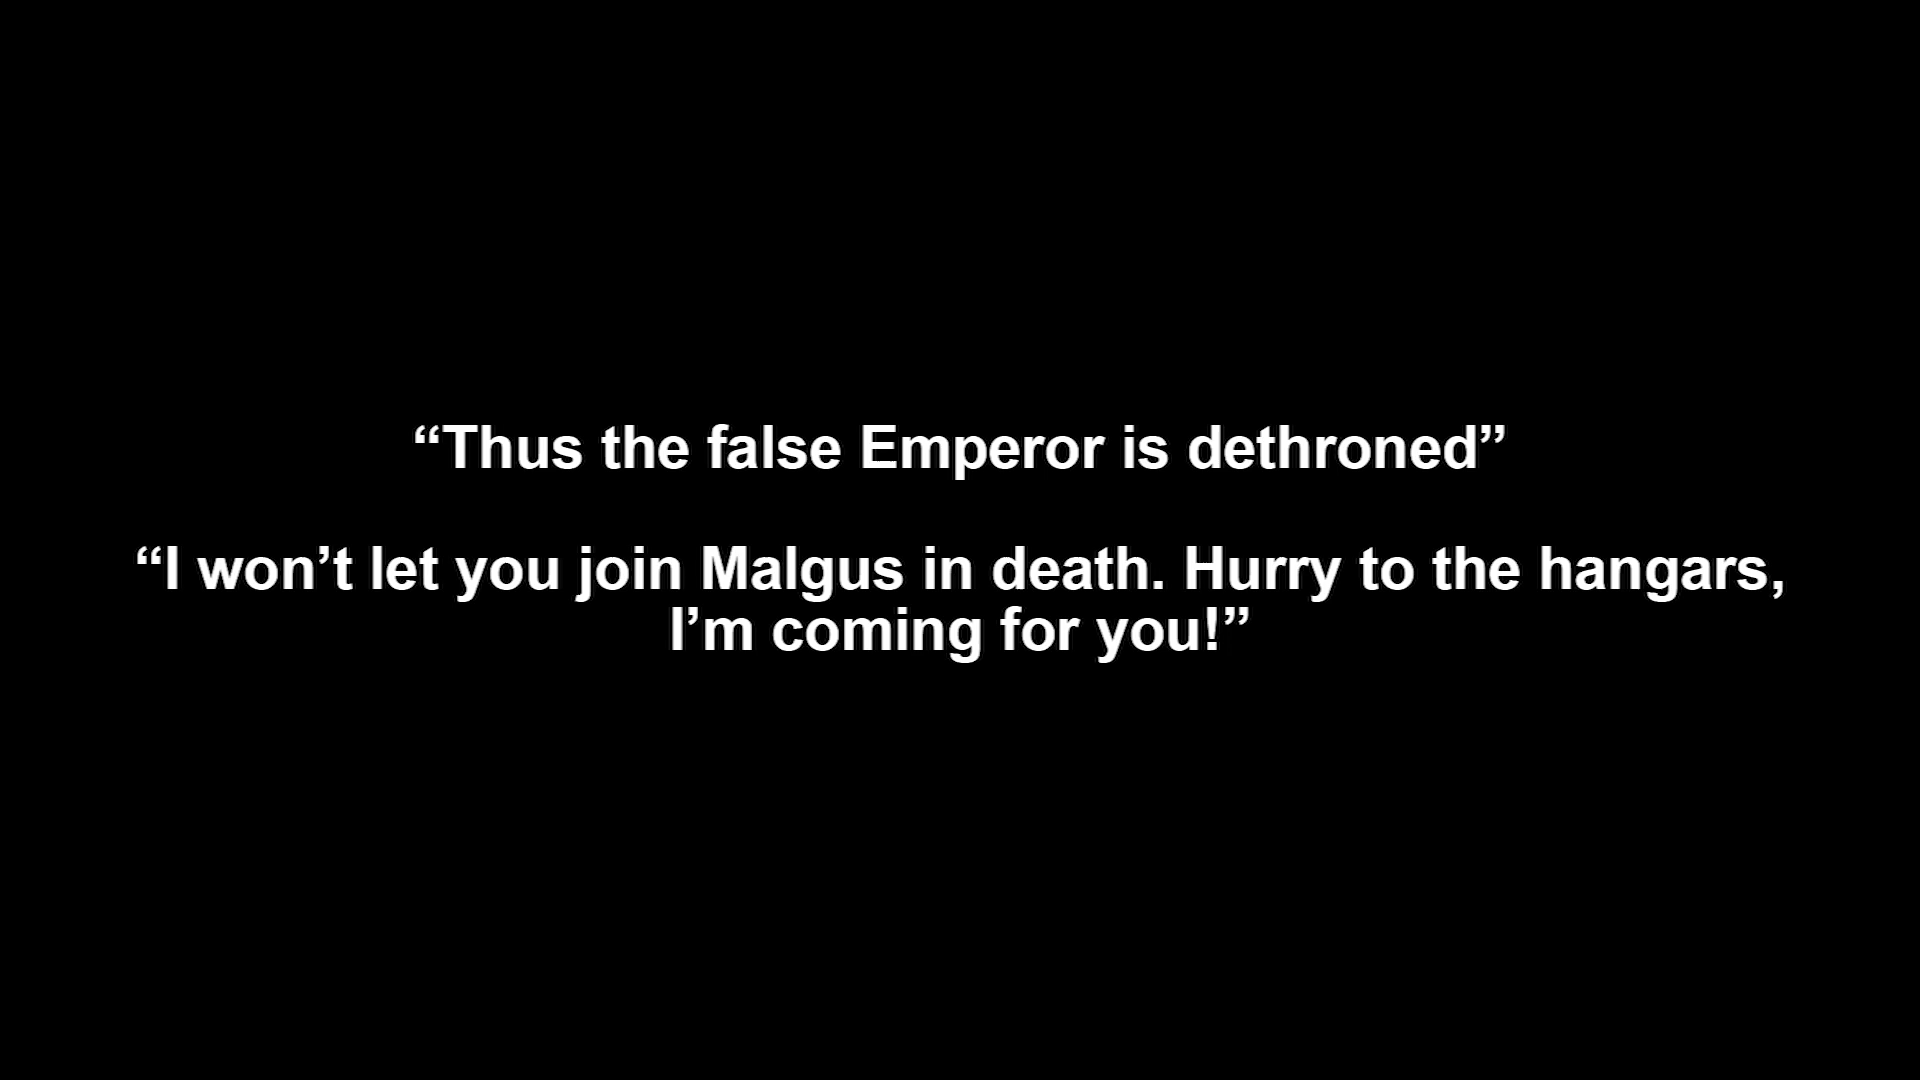 “Thus the false Emperor is dethroned”
“I won’t let you join Malgus in death. Hurry to the hangars,
I’m coming for you!”